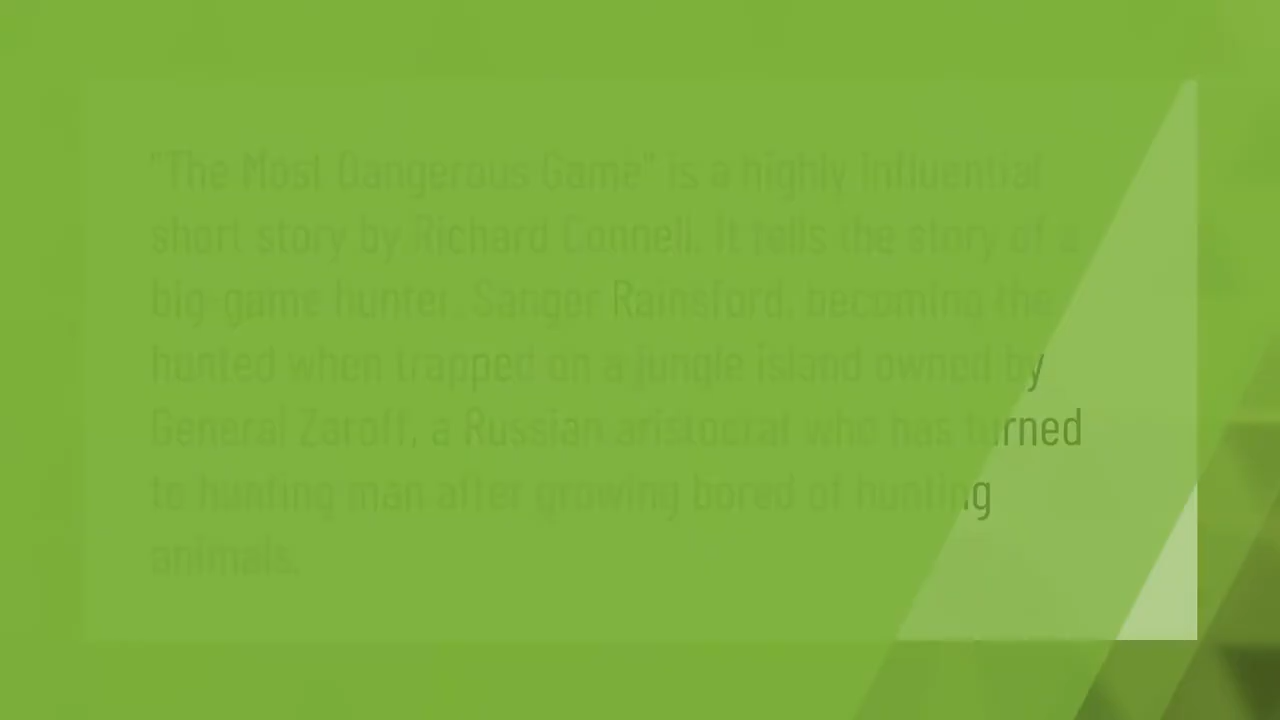 "The Most Dangerous Game" is a highly influential
short story by Richard Connell. It tells the story of a
big-game hunter, Sanger Rainsford, becoming the
hunted when trapped on a jungle island owned by
General Zaroff, a Russian aristocrat who has turned
to hunting man after growing bored of hunting
animals.